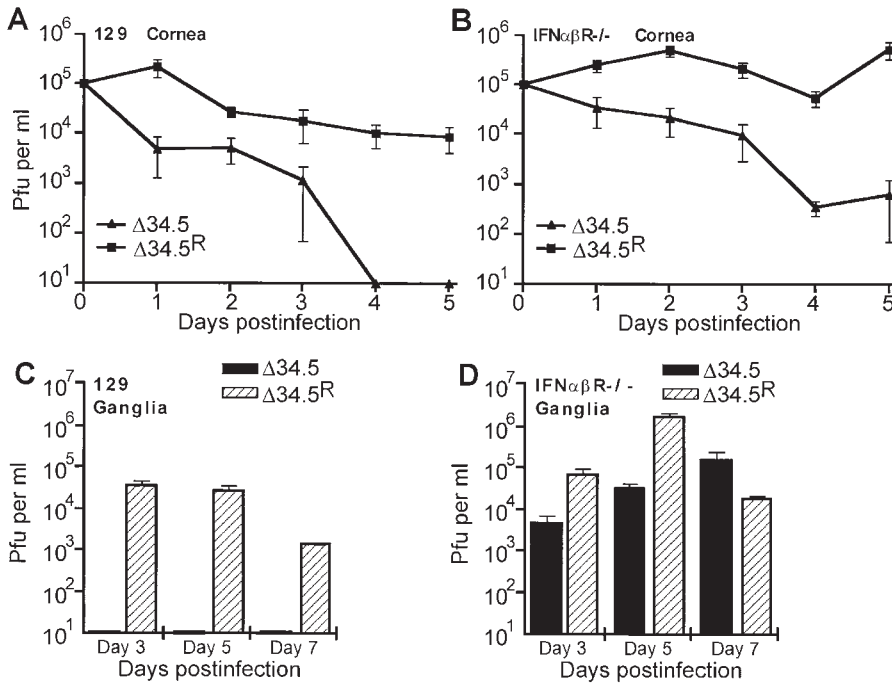 A
129 Cornea
Pfu per ml
10^6
10^5
10^4
10^3
10^2
10^1
Δ34.5
Δ34.5^R
0 1 2 3 4 5
Days postinfection
B
IFNαβR-/- Cornea
10^6
10^5
10^4
10^3
10^2
10^1
Δ34.5
Δ34.5^R
0 1 2 3 4 5
Days postinfection
C
129
Ganglia
Δ34.5
Δ34.5^R
Pfu per ml
10^7
10^6
10^5
10^4
10^3
10^2
10^1
Day 3 Day 5 Day 7
Days postinfection
D
IFNαβR-/-
Ganglia
Δ34.5
Δ34.5^R
Pfu per ml
10^7
10^6
10^5
10^4
10^3
10^2
10^1
Day 3 Day 5 Day 7
Days postinfection